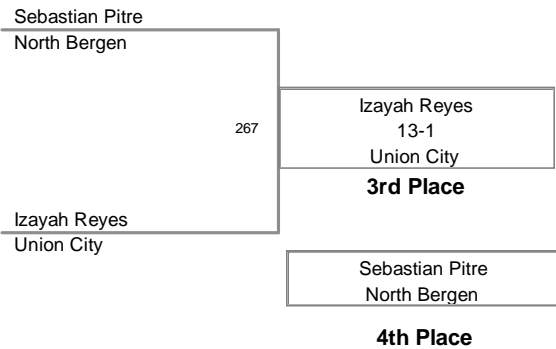 Sebastian Pitre
North Bergen
267
Izayah Reyes
13-1
Union City
3rd Place
Izayah Reyes
Union City
Sebastian Pitre
North Bergen
4th Place